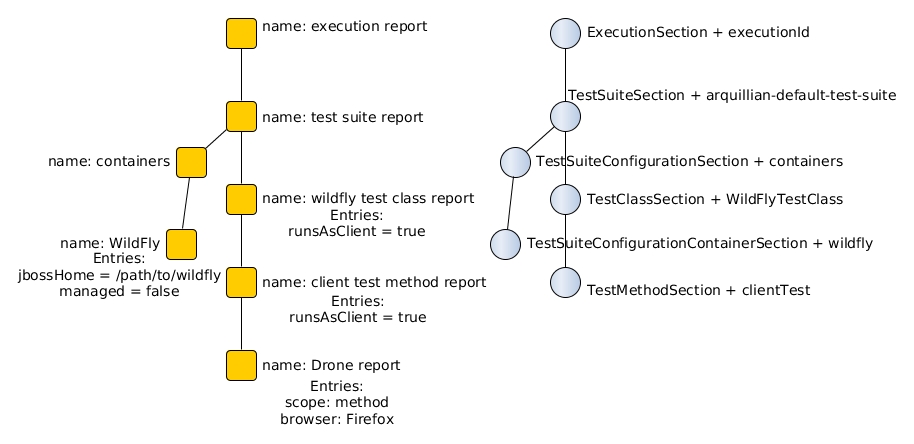 name: execution report
name: test suite report
name: containers
name: wildfly test class report
Entries:
runsAsClient = true
name: WildFly
Entries:
jbossHome = /path/to/wildfly
managed = false
name: client test method report
Entries:
runsAsClient = true
name: Drone report
Entries:
scope: method
browser: Firefox
ExecutionSection + executionId
TestSuiteSection + arquillian-default-test-suite
TestSuiteConfigurationSection + containers
TestClassSection + WildFlyTestClass
TestSuiteConfigurationContainerSection + wildfly
TestMethodSection + clientTest